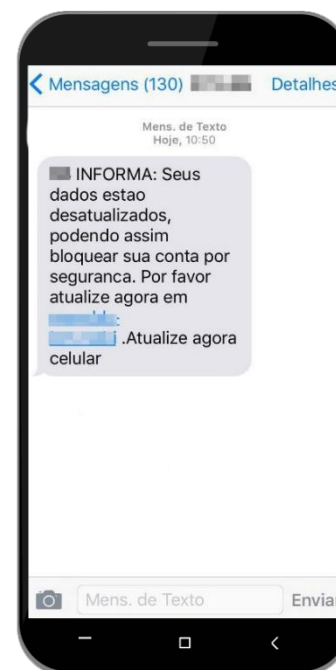 Mensagens (130)
Detalhes
Mens. de Texto
Hoje, 10:50
INFORMA: Seus
dados estao
desatualizados,
podendo assim
bloquear sua conta por
seguranca. Por favor
atualize agora em
.Atualize agora
celular
Mens. de Texto
Enviar